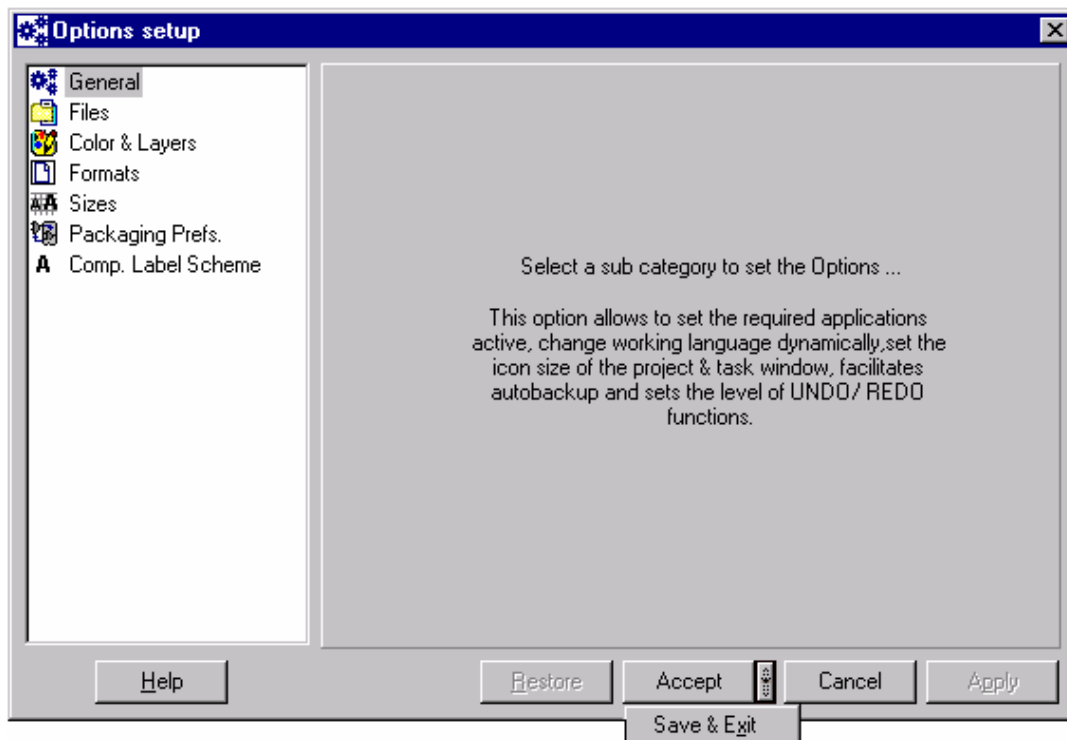 Options setup
General
Files
Color & Layers
Formats
Sizes
Packaging Prefs.
A Comp. Label Scheme
Select a sub category to set the Options ...
This option allows to set the required applications
active, change working language dynamically,set the
icon size of the project & task window, facilitates
autobackup and sets the level of UNDO/ REDO
functions.
Help
Restore
Accept
Cancel
Apply
Save & Exit